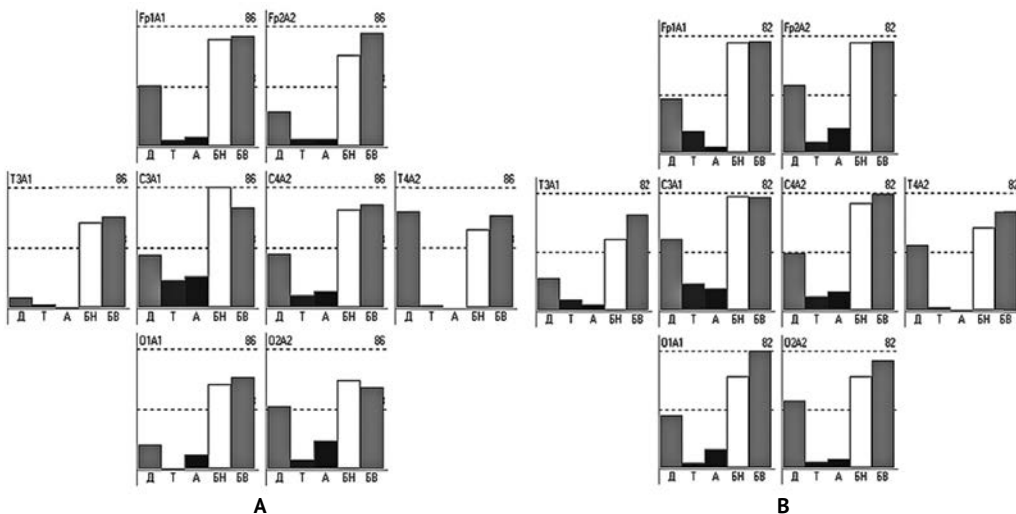 Fp1A1 86
Fp2A2 86
Д Т А БН БВ
Д Т А БН БВ
T3A1 86
C3A1 86
C4A2 86
T4A2 86
Д Т А БН БВ
Д Т А БН БВ
Д Т А БН БВ
Д Т А БН БВ
O1A1 86
O2A2 86
Д Т А БН БВ
Д Т А БН БВ
A
Fp1A1 82
Fp2A2 82
Д Т А БН БВ
Д Т А БН БВ
T3A1 82
C3A1 82
C4A2 82
T4A2 82
Д Т А БН БВ
Д Т А БН БВ
Д Т А БН БВ
Д Т А БН БВ
O1A1 82
O2A2 82
Д Т А БН БВ
Д Т А БН БВ
B